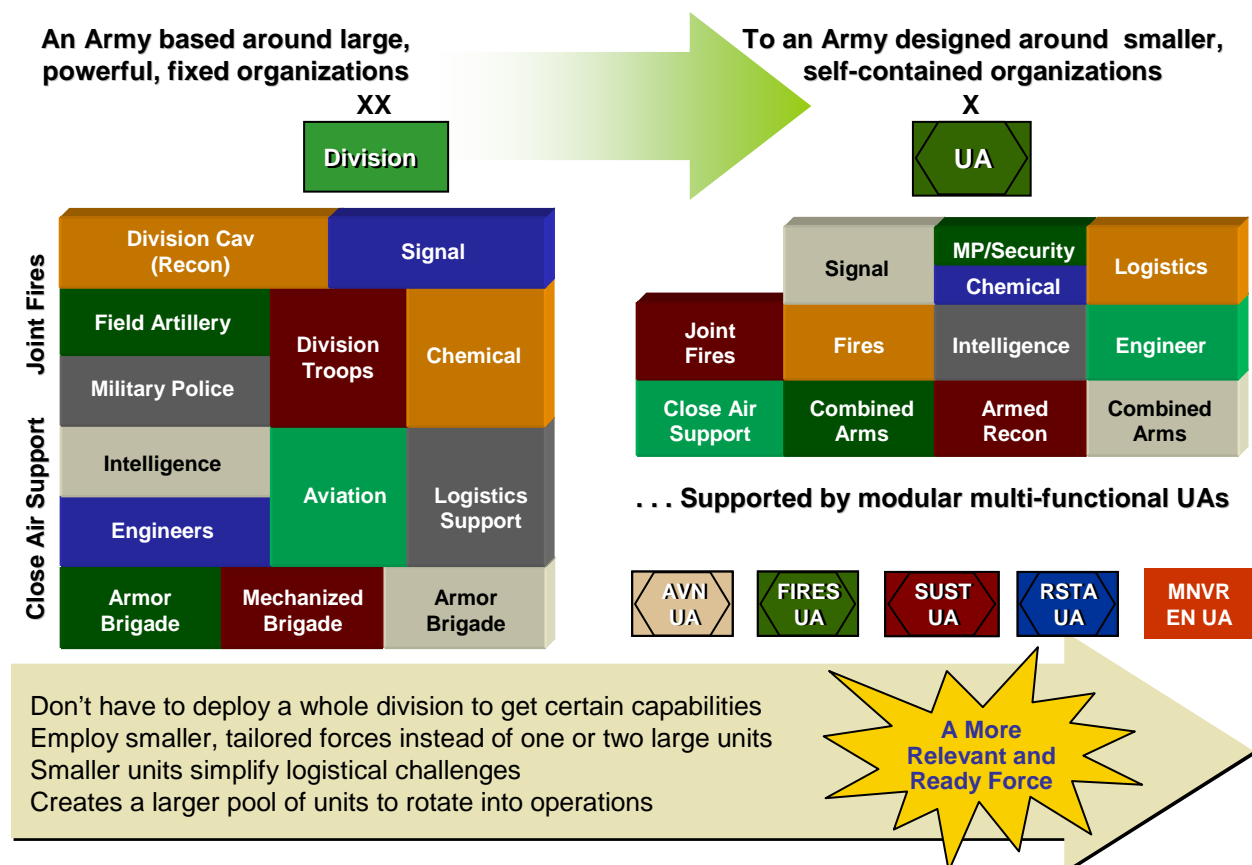 An Army based around large,
powerful, fixed organizations
XX
Division
To an Army designed around smaller,
self-contained organizations
X
UA
Joint Fires
Close Air Support
Division Cav
(Recon)
Signal
Field Artillery
Military Police
Division
Troops
Chemical
Intelligence
Engineers
Aviation
Logistics
Support
Armor
Brigade
Mechanized
Brigade
Armor
Brigade
Signal
MP/Security
Chemical
Logistics
Joint
Fires
Fires
Intelligence
Engineer
Close Air
Support
Combined
Arms
Armed
Recon
Combined
Arms
. . . Supported by modular multi-functional UAs
AVN
UA
FIRES
UA
SUST
UA
RSTA
UA
MNVR
EN UA
Don’t have to deploy a whole division to get certain capabilities
Employ smaller, tailored forces instead of one or two large units
Smaller units simplify logistical challenges
Creates a larger pool of units to rotate into operations
A More
Relevant and
Ready Force